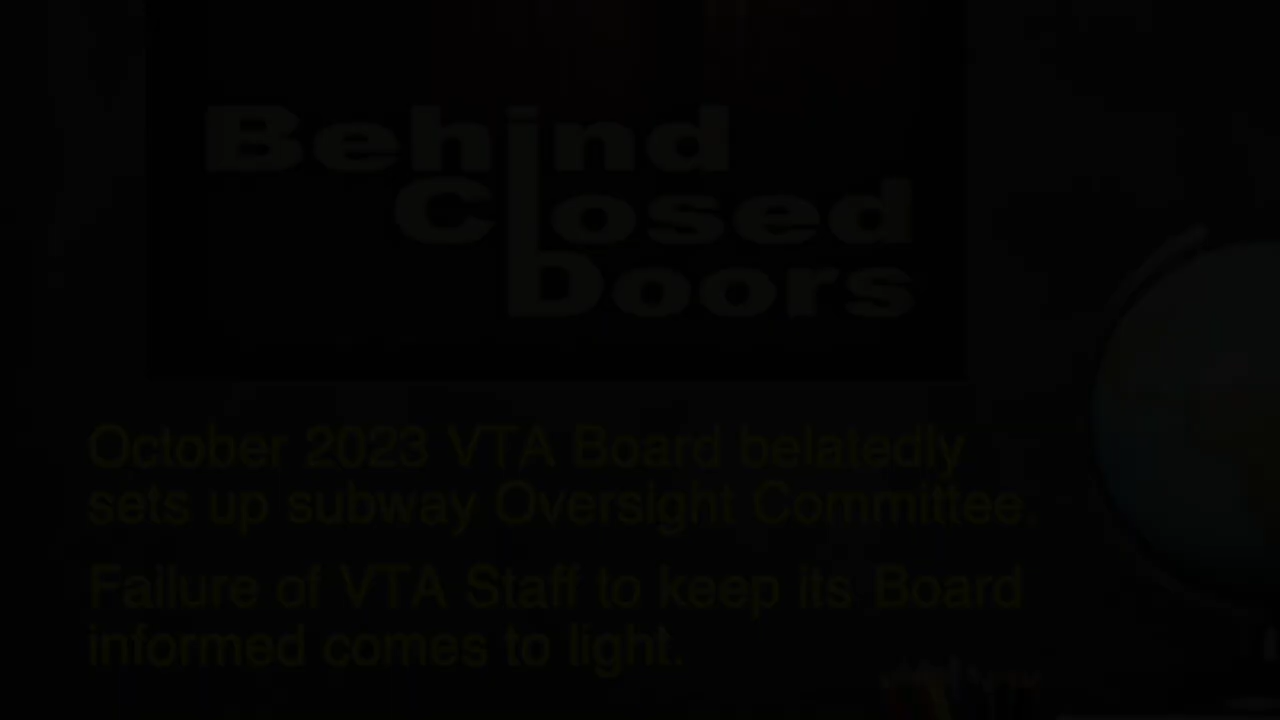 Behind
Closed
Doors
October 2023 VTA Board belatedly
sets up subway Oversight Committee.
Failure of VTA Staff to keep its Board
informed comes to light.